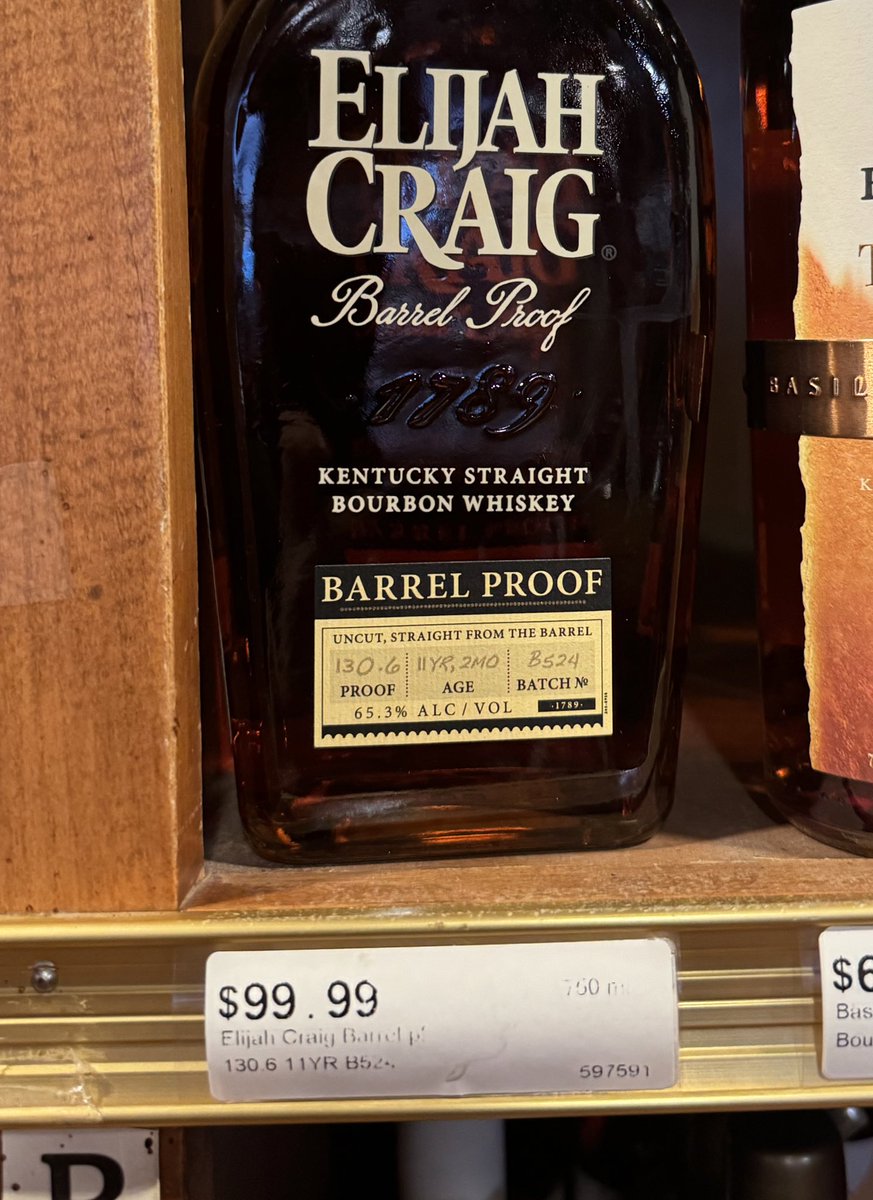 ELIJAH
CRAIG®
Barrel Proof
·1789·
KENTUCKY STRAIGHT
BOURBON WHISKEY
BARREL PROOF
UNCUT, STRAIGHT FROM THE BARREL
130.6 11YR, 2MO B524
PROOF AGE BATCH Nº
65.3% ALC/VOL ·1789·
BASIL
K
$99.99 750 m
Elijah Craig Barrel pf
130.6 11YR B524
597591
$6
Bas
Bou